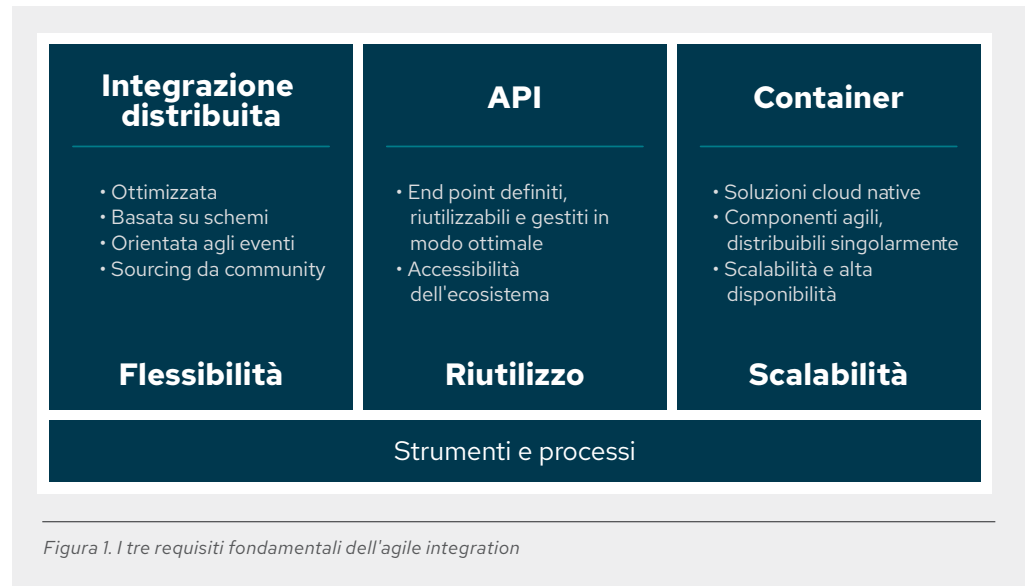 Integrazione
distribuita
• Ottimizzata
• Basata su schemi
• Orientata agli eventi
• Sourcing da community
Flessibilità
API
• End point definiti,
riutilizzabili e gestiti in
modo ottimale
• Accessibilità
dell'ecosistema
Riutilizzo
Container
• Soluzioni cloud native
• Componenti agili,
distribuibili singolarmente
• Scalabilità e alta
disponibilità
Scalabilità
Strumenti e processi
Figura 1. I tre requisiti fondamentali dell'agile integration